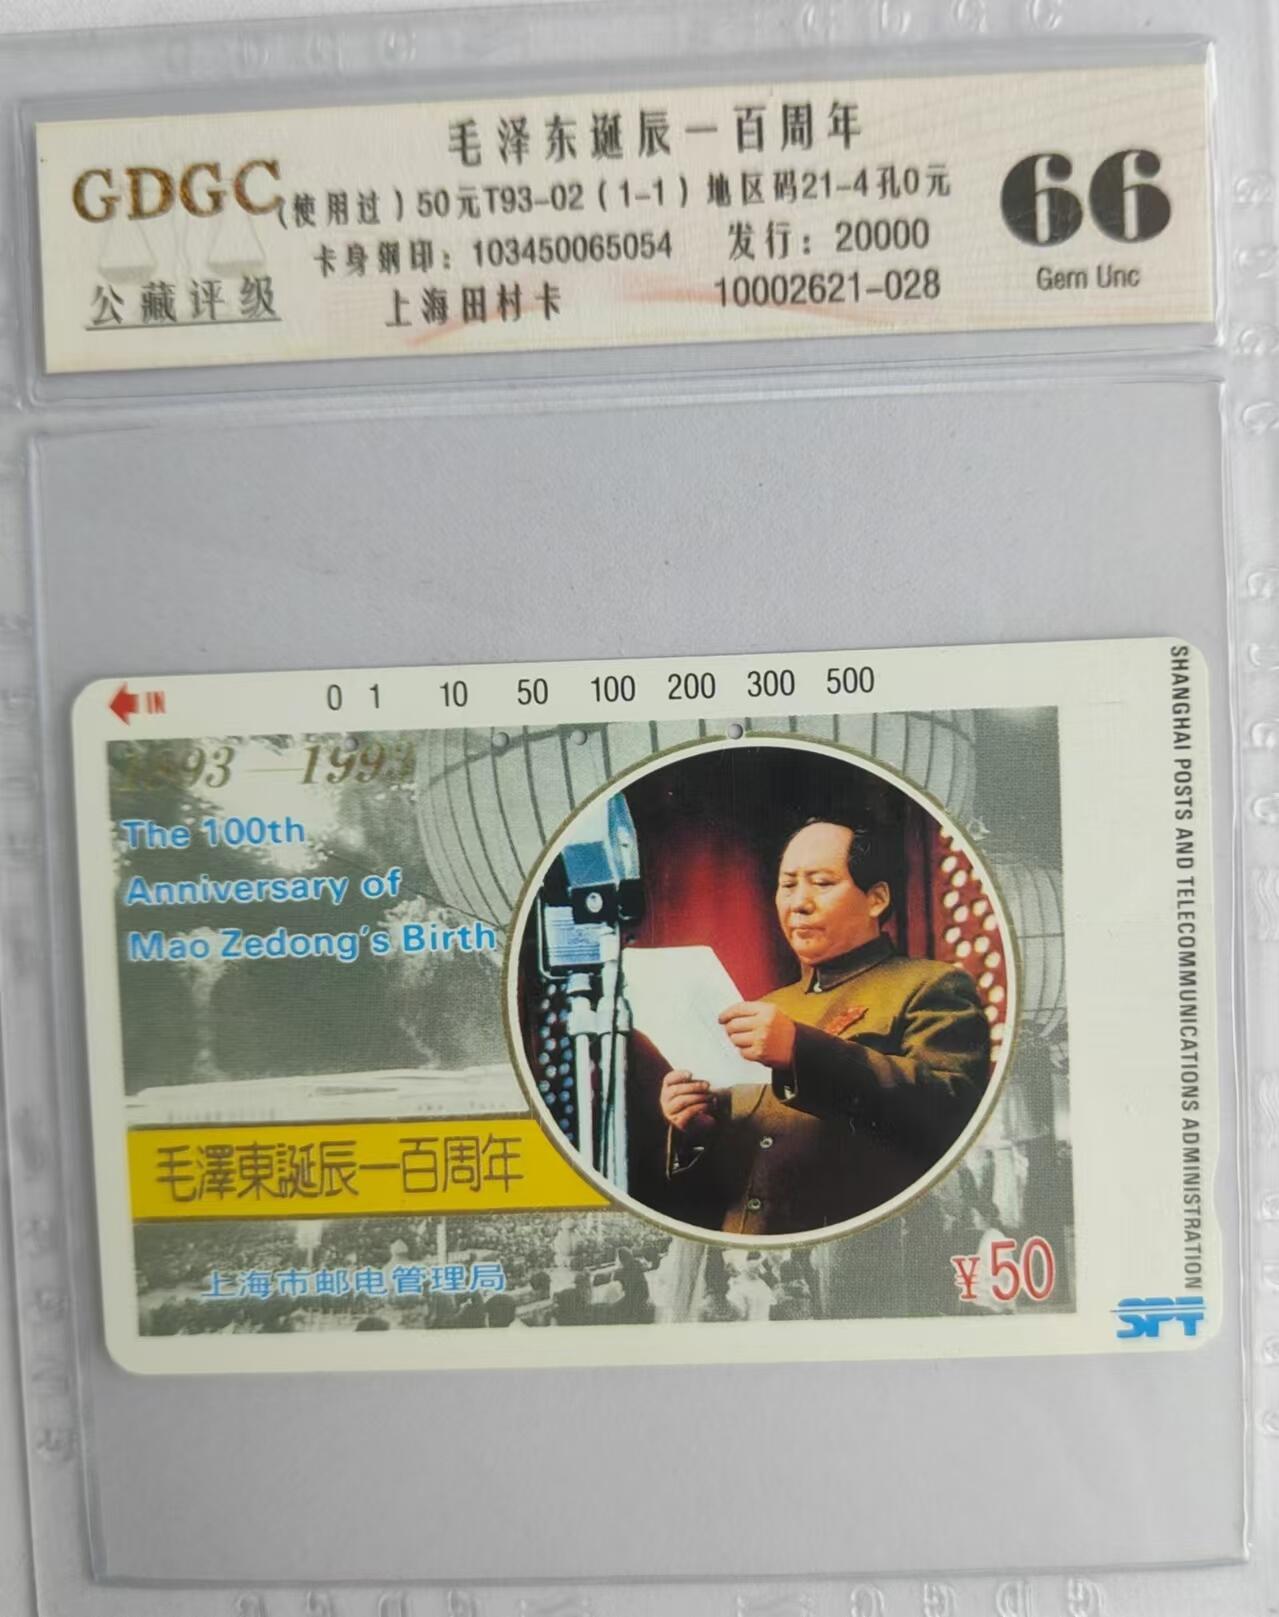 毛泽东诞辰一百周年
GDGC
(使用过)50元T93-02(1-1)地区码21-4孔0元
卡身钢印:103450065054 发行:20000
公藏评级
上海田村卡 10002621-028
66
Gem Unc
IN
0 1 10 50 100 200 300 500
1893—1993
The 100th
Anniversary of
Mao Zedong's Birth
毛澤東誕辰一百周年
上海市邮电管理局
¥50
SHANGHAI POSTS AND TELECOMMUNICATIONS ADMINISTRATION
SPT